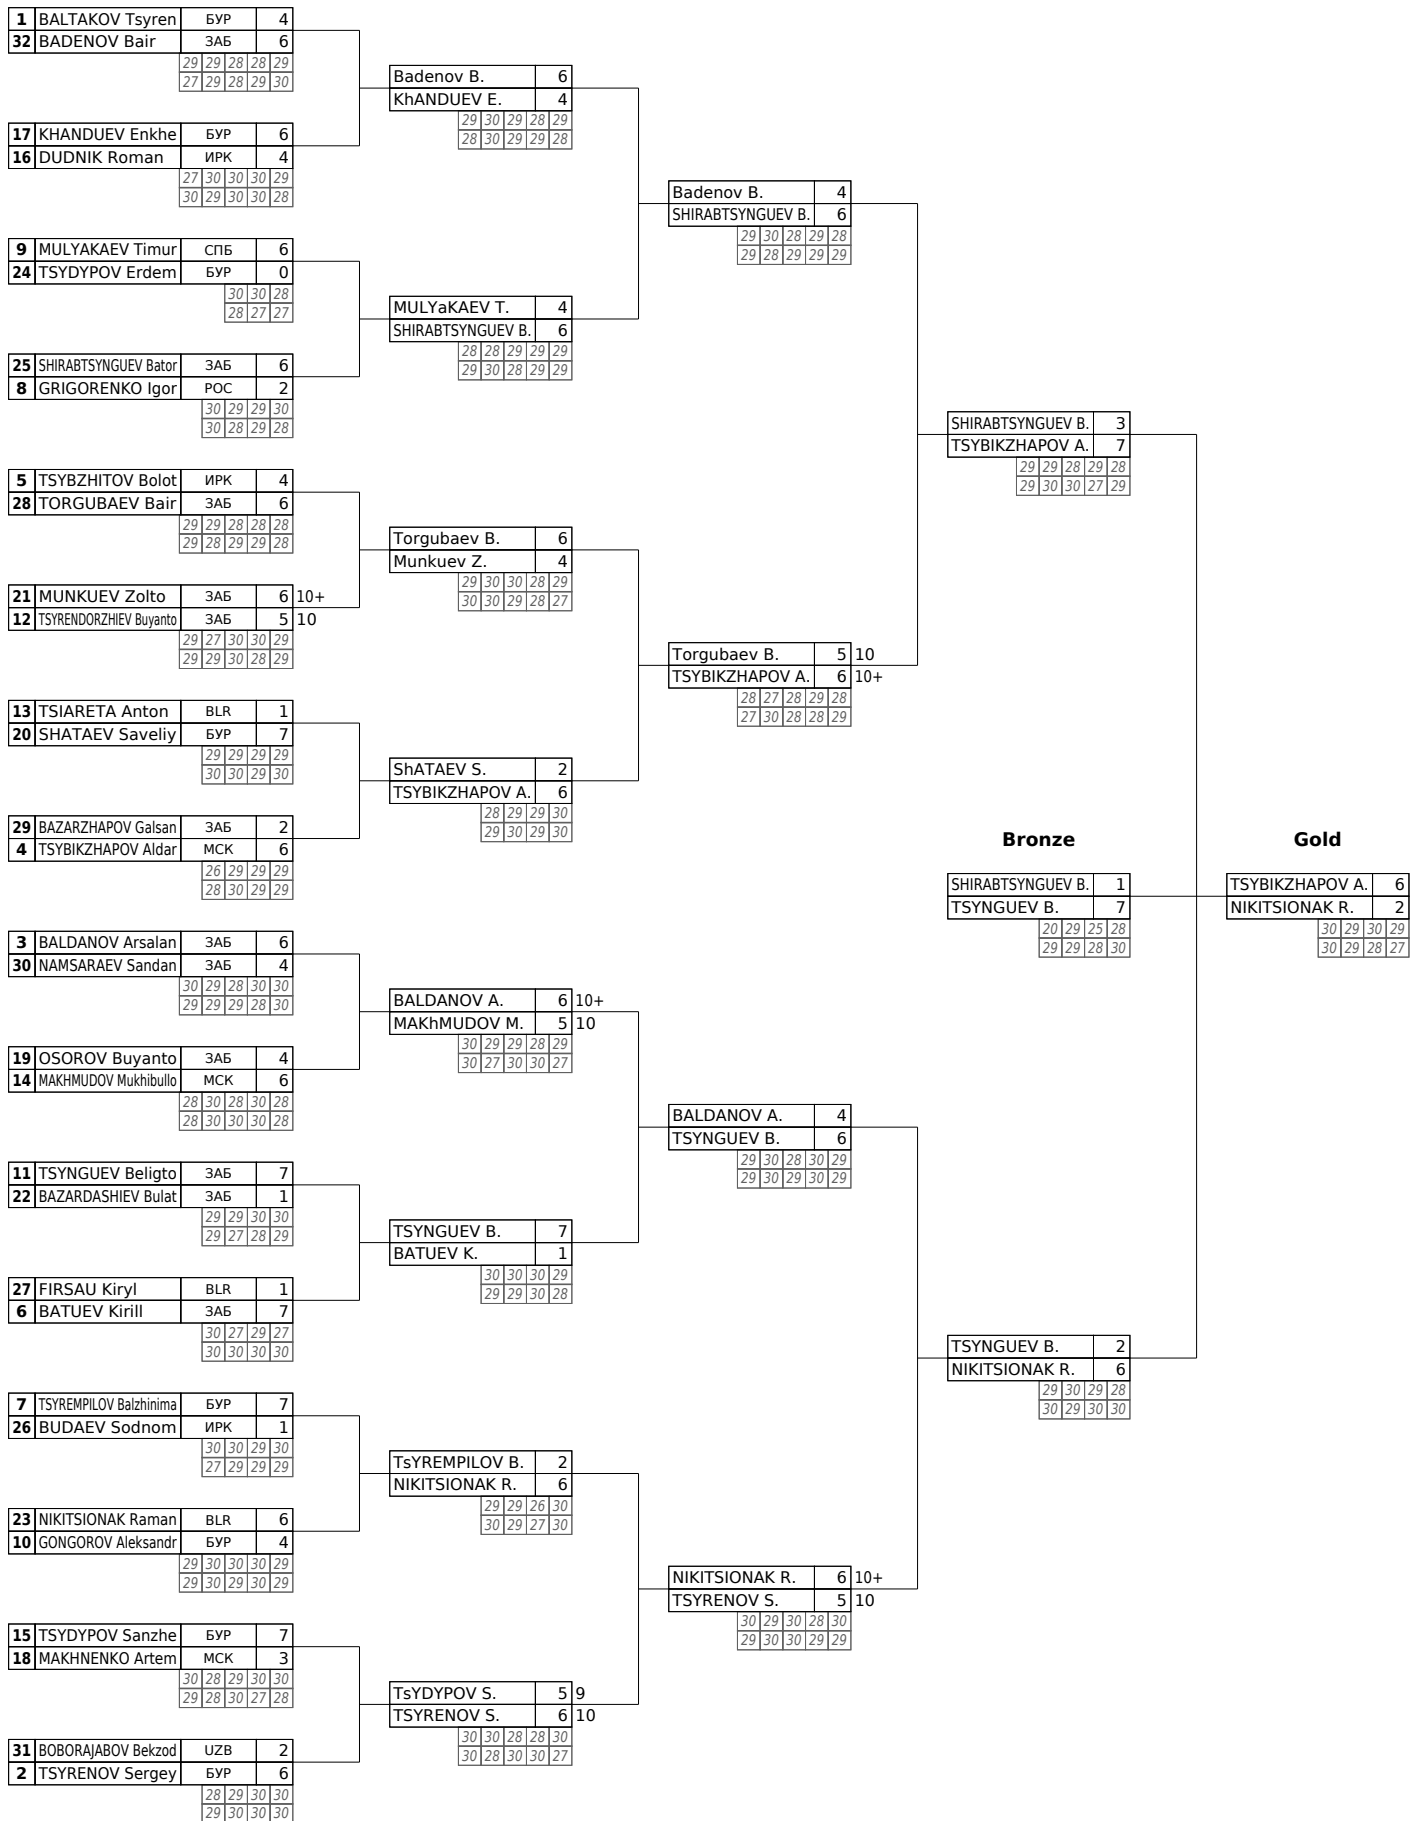 1 BALTAKOV Tsyren БУР 4
32 BADENOV Bair ЗАБ 6
29 29 28 28 29
27 29 28 29 30
17 KHANDUEV Enkhe БУР 6
16 DUDNIK Roman ИРК 4
27 30 30 30 29
30 29 30 30 28
9 MULYAKAEV Timur СПБ 6
24 TSYDYPOV Erdem БУР 0
30 30 28
28 27 27
25 SHIRABTSYNGUEV Bator ЗАБ 6
8 GRIGORENKO Igor РОС 2
30 29 29 30
30 28 29 28
5 TSYBZHITOV Bolot ИРК 4
28 TORGUBAEV Bair ЗАБ 6
29 29 28 28 28
29 28 29 29 28
21 MUNKUEV Zolto ЗАБ 6 10+
12 TSYRENDORZHIEV Buyanto ЗАБ 5 10
29 27 30 30 29
29 29 30 28 29
13 TSIARETA Anton BLR 1
20 SHATAEV Saveliy БУР 7
29 29 29 29
30 30 29 30
29 BAZARZHAPOV Galsan ЗАБ 2
4 TSYBIKZHAPOV Aldar МСК 6
26 29 29 29
28 30 29 29
3 BALDANOV Arsalan ЗАБ 6
30 NAMSARAEV Sandan ЗАБ 4
30 29 28 30 30
29 29 29 28 30
19 OSOROV Buyanto ЗАБ 4
14 MAKHMUDOV Mukhibullo МСК 6
28 30 28 30 28
28 30 30 30 28
11 TSYNGUEV Beligto ЗАБ 7
22 BAZARDASHIEV Bulat ЗАБ 1
29 29 30 30
29 27 28 29
27 FIRSAU Kiryl BLR 1
6 BATUEV Kirill ЗАБ 7
30 27 29 27
30 30 30 30
7 TSYREMPILOV Balzhinima БУР 7
26 BUDAEV Sodnom ИРК 1
30 30 29 30
27 29 29 29
23 NIKITSIONAK Raman BLR 6
10 GONGOROV Aleksandr БУР 4
29 30 30 30 29
29 30 29 30 29
15 TSYDYPOV Sanzhe БУР 7
18 MAKHNENKO Artem МСК 3
30 28 29 30 30
29 28 30 27 28
31 BOBORAJABOV Bekzod UZB 2
2 TSYRENOV Sergey БУР 6
28 29 30 30
29 30 30 30
Badenov B. 6
KhANDUEV E. 4
29 30 29 28 29
28 30 29 29 28
MULYaKAEV T. 4
SHIRABTSYNGUEV B. 6
28 28 29 29 29
29 30 28 29 29
Torgubaev B. 6
Munkuev Z. 4
29 30 30 28 29
30 30 29 28 27
ShATAEV S. 2
TSYBIKZHAPOV A. 6
28 29 29 30
29 30 29 30
BALDANOV A. 6 10+
MAKhMUDOV M. 5 10
30 29 29 28 29
30 27 30 30 27
TSYNGUEV B. 7
BATUEV K. 1
30 30 30 29
29 29 30 28
TsYREMPILOV B. 2
NIKITSIONAK R. 6
29 29 26 30
30 29 27 30
TsYDYPOV S. 5 9
TSYRENOV S. 6 10
30 30 28 28 30
30 28 30 30 27
Badenov B. 4
SHIRABTSYNGUEV B. 6
29 30 28 29 28
29 28 29 29 29
Torgubaev B. 5 10
TSYBIKZHAPOV A. 6 10+
28 27 28 29 28
27 30 28 28 29
BALDANOV A. 4
TSYNGUEV B. 6
29 30 28 30 29
29 30 29 30 29
NIKITSIONAK R. 6 10+
TSYRENOV S. 5 10
30 29 30 28 30
29 30 30 29 29
SHIRABTSYNGUEV B. 3
TSYBIKZHAPOV A. 7
29 29 28 29 28
29 30 30 27 29
TSYNGUEV B. 2
NIKITSIONAK R. 6
29 30 29 28
30 29 30 30
Bronze
SHIRABTSYNGUEV B. 1
TSYNGUEV B. 7
20 29 25 28
29 29 28 30
Gold
TSYBIKZHAPOV A. 6
NIKITSIONAK R. 2
30 29 30 29
30 29 28 27